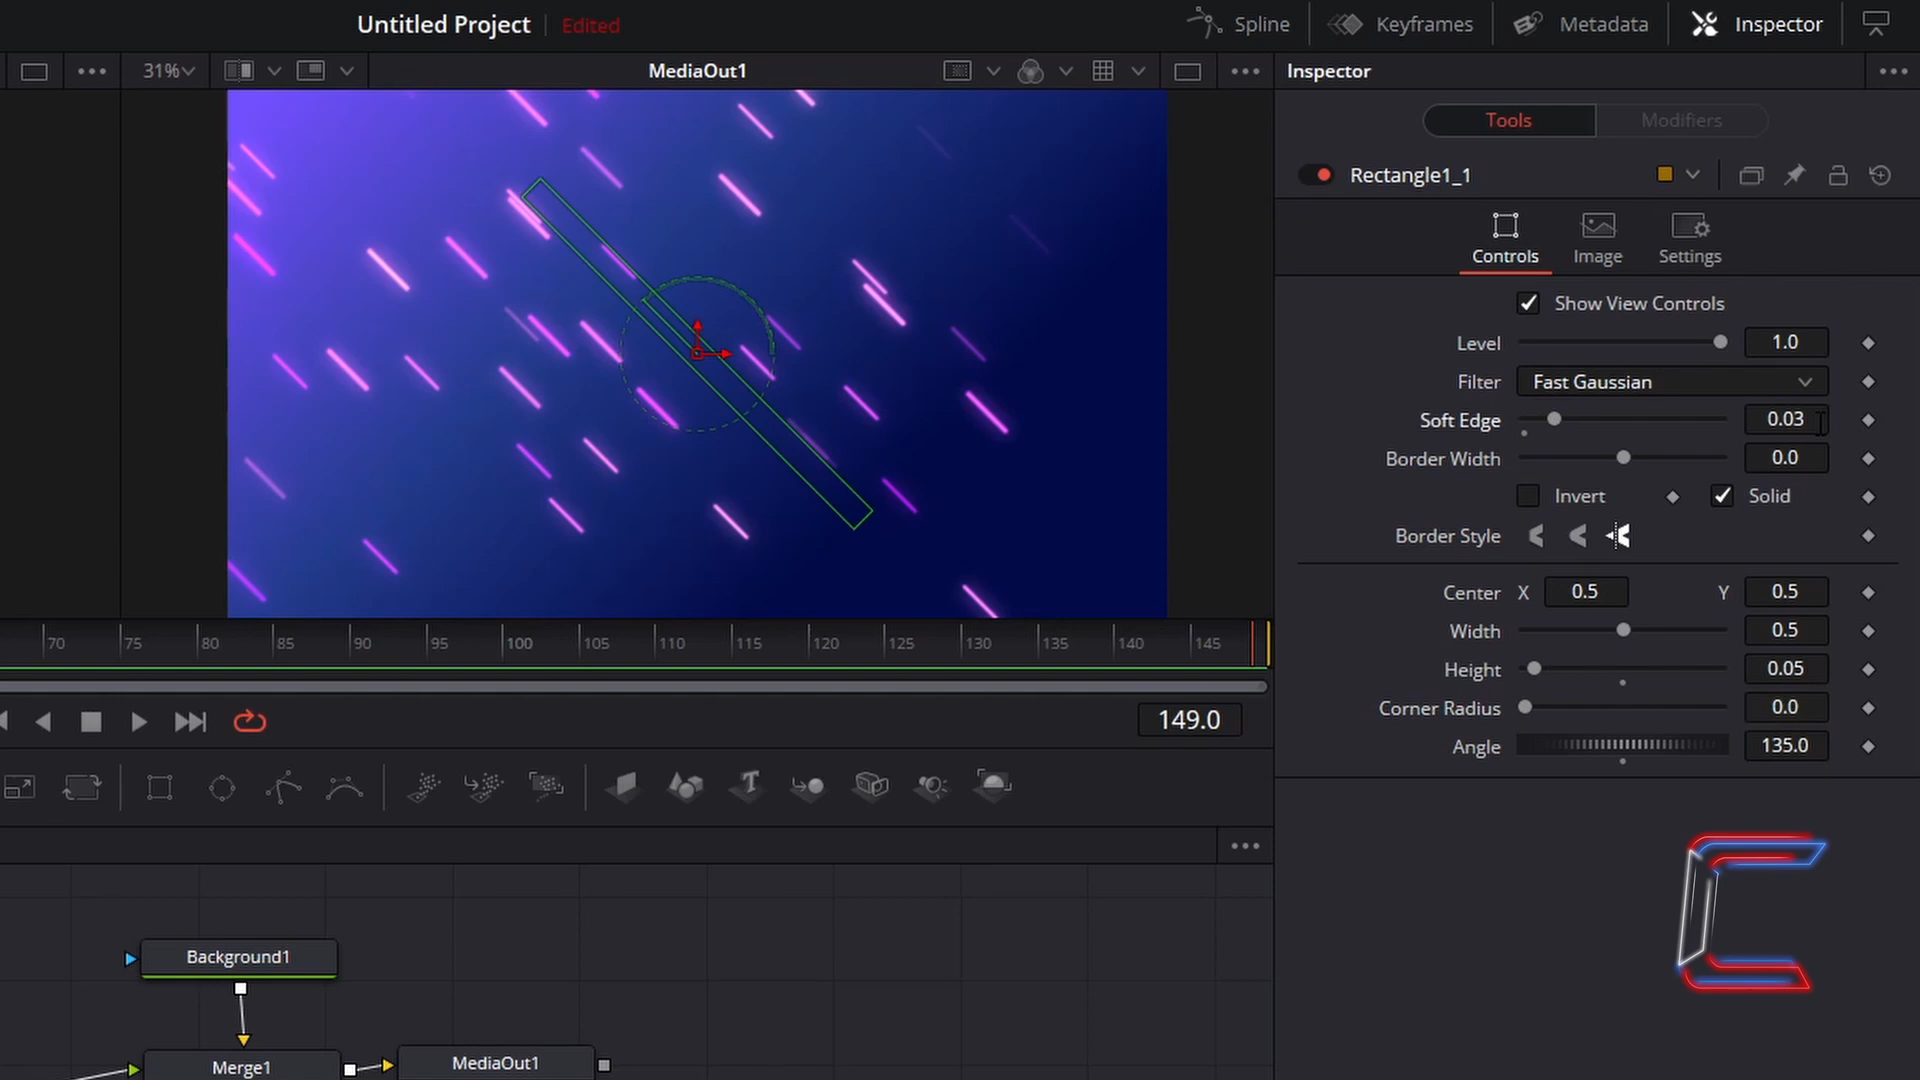 Untitled Project Edited Spline Keyframes Metadata Inspector
31% MediaOut1 Inspector
Tools Modifiers
Rectangle1_1
Controls Image Settings
Show View Controls
Level 1.0
Filter Fast Gaussian
Soft Edge 0.03
Border Width 0.0
Invert Solid
Border Style
Center X 0.5 Y 0.5
Width 0.5
Height 0.05
Corner Radius 0.0
Angle 135.0
70 75 80 85 90 95 100 105 110 115 120 125 130 135 140 145
149.0
Background1
Merge1 MediaOut1